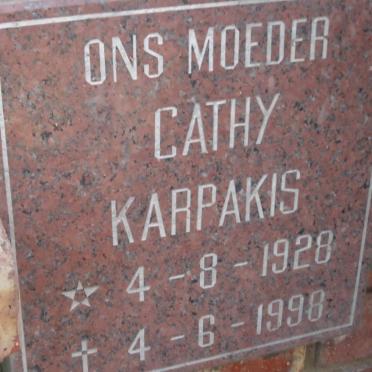 ONS MOEDER
CATHY
KARPAKIS
☆ 4 - 8 - 1928
✝ 4 - 6 - 1998